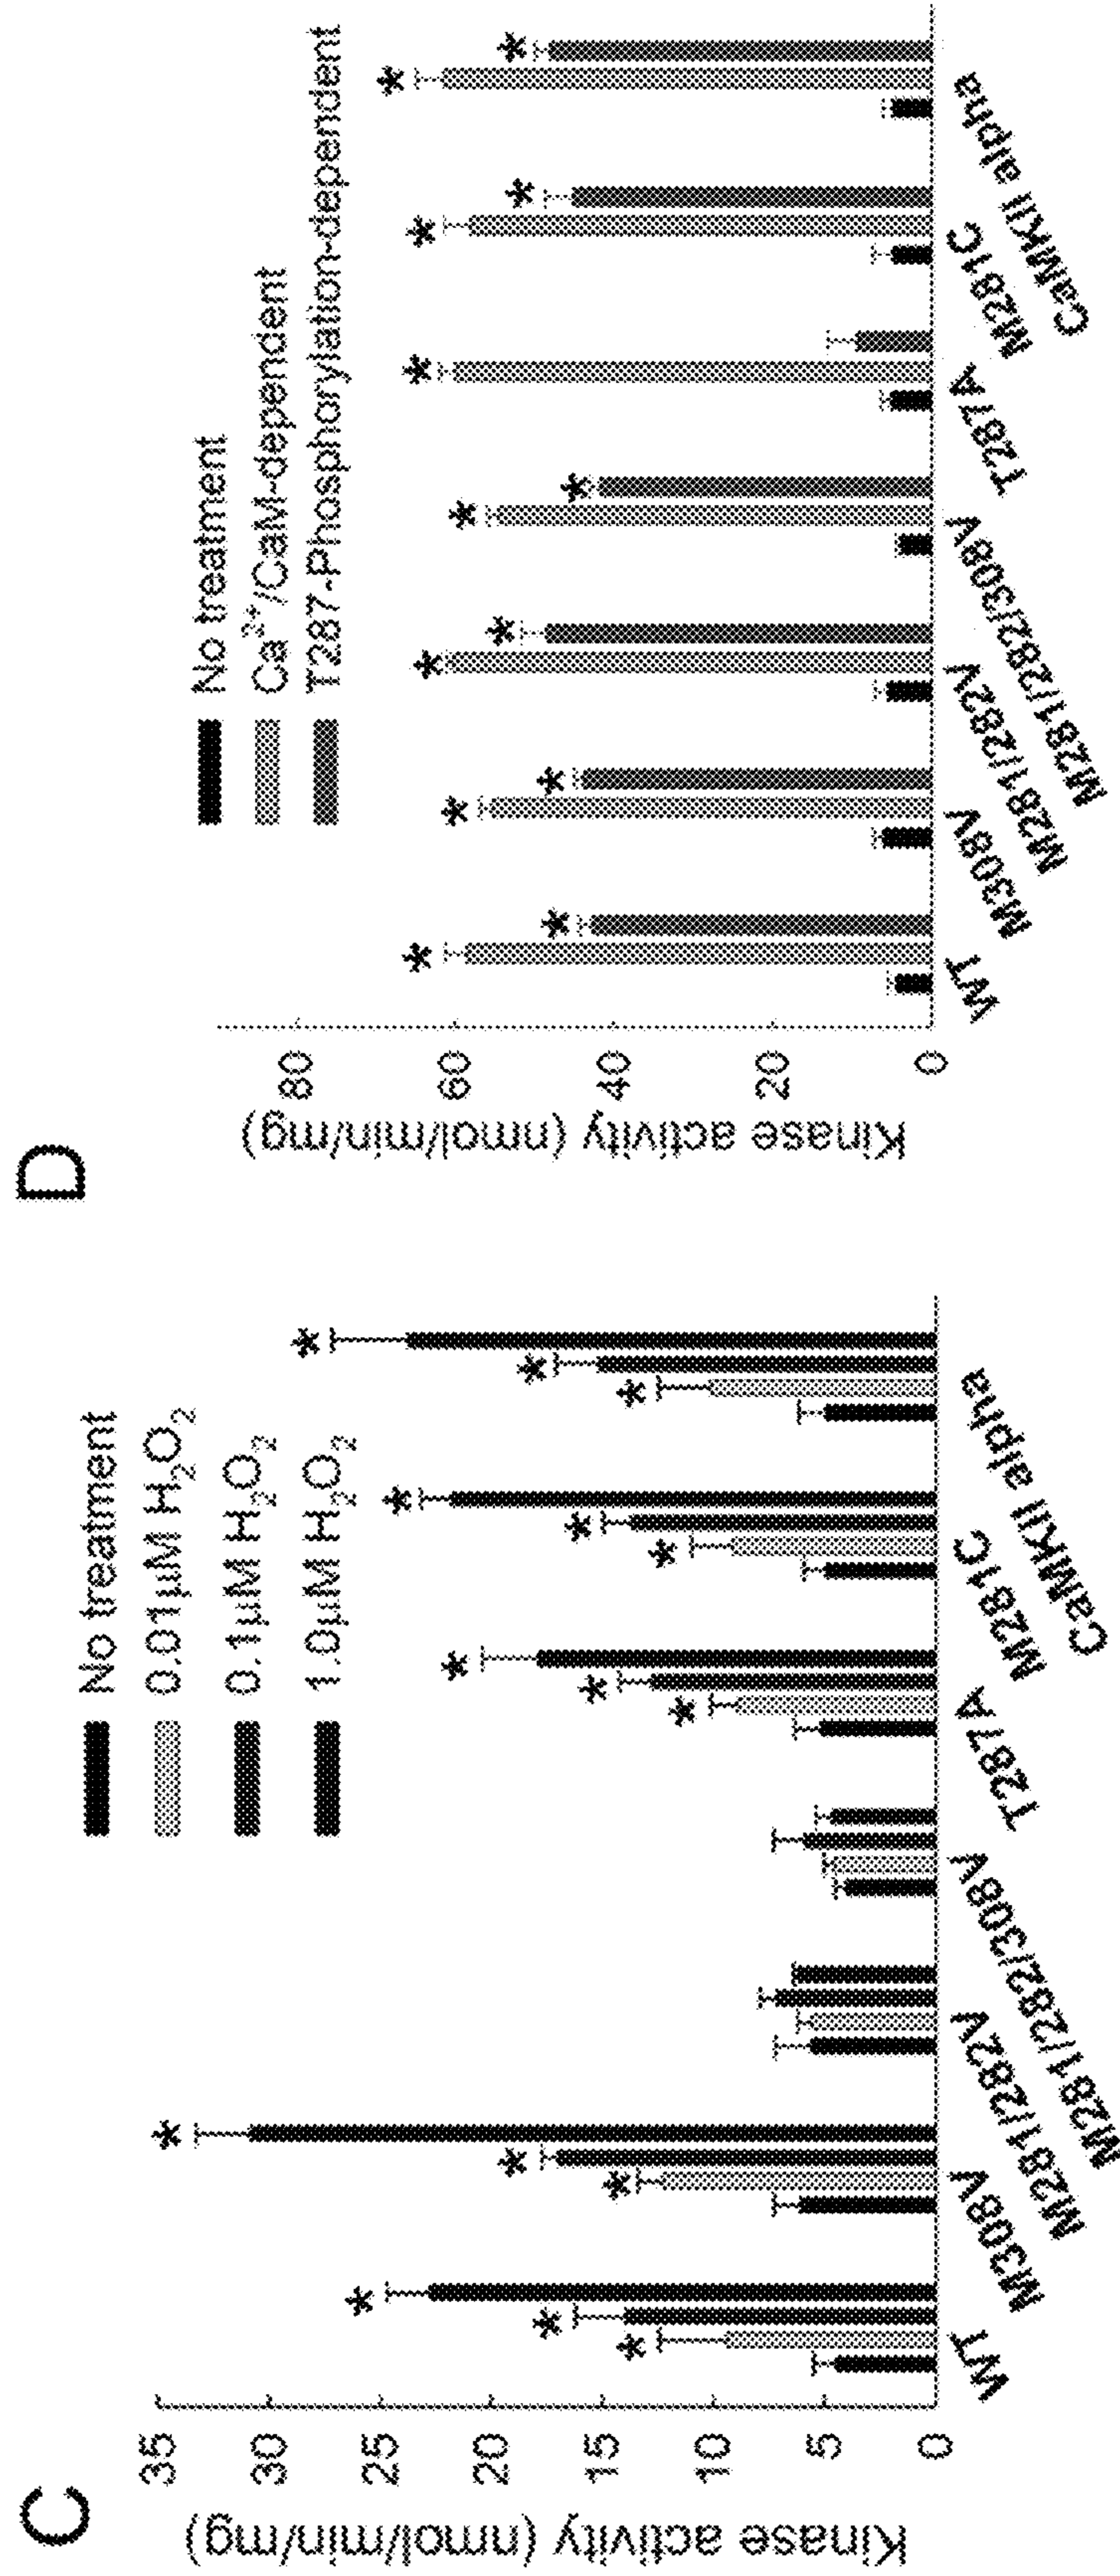 C
Kinase activity (nmol/min/mg)
35
30
25
20
15
10
5
0
No treatment
0.01μM H₂O₂
0.1μM H₂O₂
1.0μM H₂O₂
* * *
* * *
* * *
* * *
* * *
WT
M308V
M281/282V
M281/282/308V
T287A
M281C
CaMKII alpha
D
Kinase activity (nmol/min/mg)
80
60
40
20
0
No treatment
Ca²⁺/CaM-dependent
T287-Phosphorylation-dependent
* *
* *
* *
* *
*
* *
* *
WT
M308V
M281/282V
M281/282/308V
T287A
M281C
CaMKII alpha